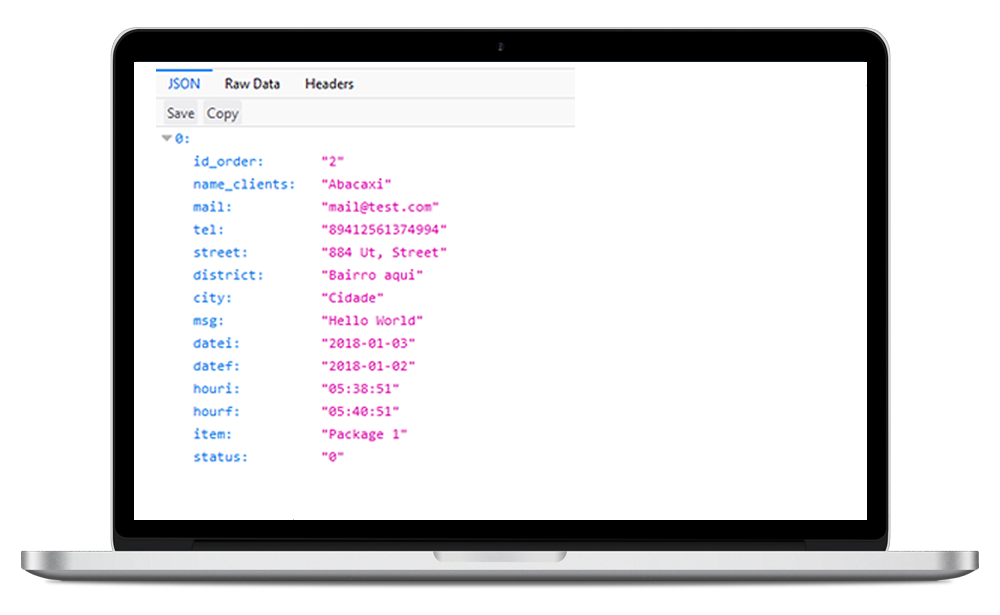 JSON Raw Data Headers
Save Copy
0:
id_order: "2"
name_clients: "Abacaxi"
mail: "mail@test.com"
tel: "89412561374994"
street: "884 Ut, Street"
district: "Bairro aqui"
city: "Cidade"
msg: "Hello World"
datei: "2018-01-03"
datef: "2018-01-02"
houri: "05:38:51"
hourf: "05:40:51"
item: "Package 1"
status: "0"